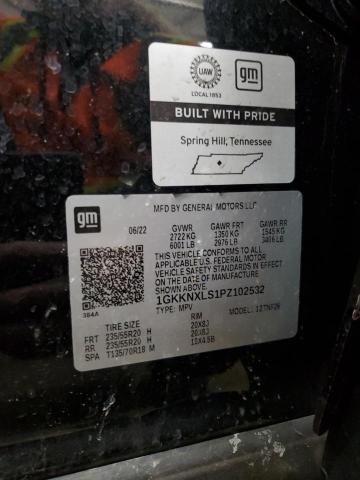 UAW
gm
LOCAL 1853
BUILT WITH PRIDE
Spring Hill, Tennessee
gm
MFD BY GENERAL MOTORS LLC
06/22 GVWR GAWR FRT GAWR RR
2722 KG 1350 KG 1545 KG
6001 LB 2976 LB 3406 LB
THIS VEHICLE CONFORMS TO ALL
APPLICABLE U.S. FEDERAL MOTOR
VEHICLE SAFETY STANDARDS IN
EFFECT ON THE DATE OF MANUFACTURE
SHOWN ABOVE.
1GKKNXLS1PZ102532
384A TYPE: MPV MODEL:
TIRE SIZE RIM
FRT 235/55R20 H 20X8J
RR 235/55R20 H 20X8J
SPA T135/70R18 M 18X4.5B